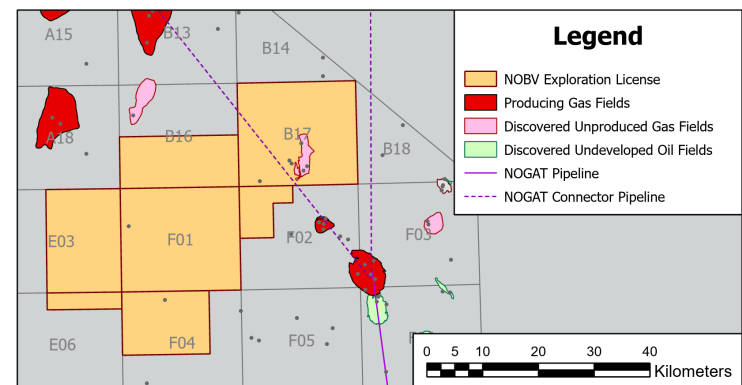 A15
B13
B14
A18
B16
B17
B18
E03
F01
F02
F03
E06
F04
F05
Legend
NOBV Exploration License
Producing Gas Fields
Discovered Unproduced Gas Fields
Discovered Undeveloped Oil Fields
NOGAT Pipeline
NOGAT Connector Pipeline
0 5 10 20 30 40
Kilometers